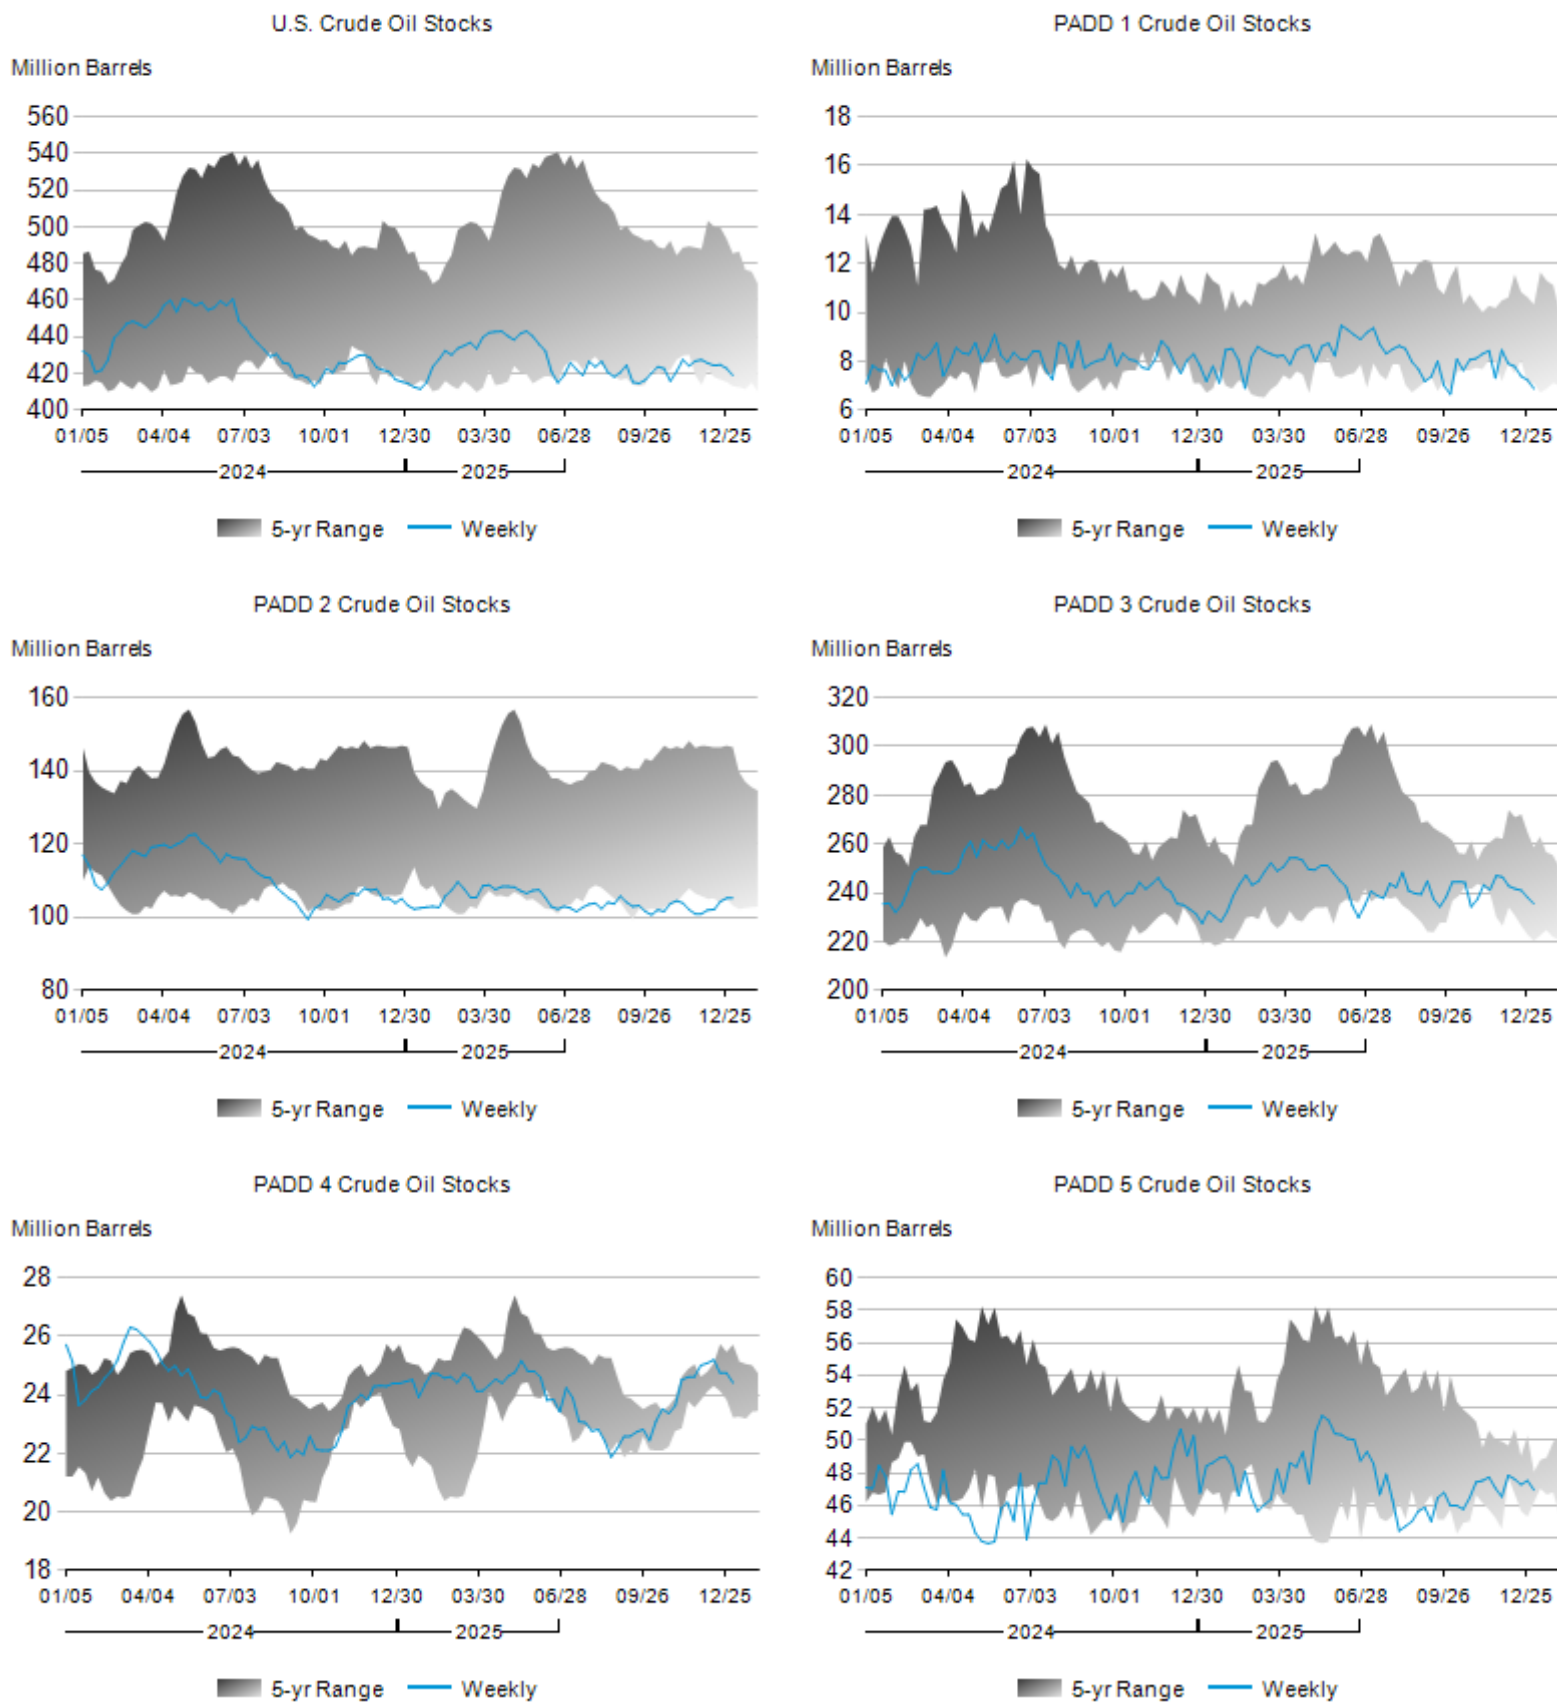 U.S. Crude Oil Stocks
Million Barrels
560
540
520
500
480
460
440
420
400
01/05 04/04 07/03 10/01 12/30 03/30 06/28 09/26 12/25
2024 2025
5-yr Range Weekly
PADD 1 Crude Oil Stocks
Million Barrels
18
16
14
12
10
8
6
01/05 04/04 07/03 10/01 12/30 03/30 06/28 09/26 12/25
2024 2025
5-yr Range Weekly
PADD 2 Crude Oil Stocks
Million Barrels
160
140
120
100
80
01/05 04/04 07/03 10/01 12/30 03/30 06/28 09/26 12/25
2024 2025
5-yr Range Weekly
PADD 3 Crude Oil Stocks
Million Barrels
320
300
280
260
240
220
200
01/05 04/04 07/03 10/01 12/30 03/30 06/28 09/26 12/25
2024 2025
5-yr Range Weekly
PADD 4 Crude Oil Stocks
Million Barrels
28
26
24
22
20
18
01/05 04/04 07/03 10/01 12/30 03/30 06/28 09/26 12/25
2024 2025
5-yr Range Weekly
PADD 5 Crude Oil Stocks
Million Barrels
60
58
56
54
52
50
48
46
44
42
01/05 04/04 07/03 10/01 12/30 03/30 06/28 09/26 12/25
2024 2025
5-yr Range Weekly